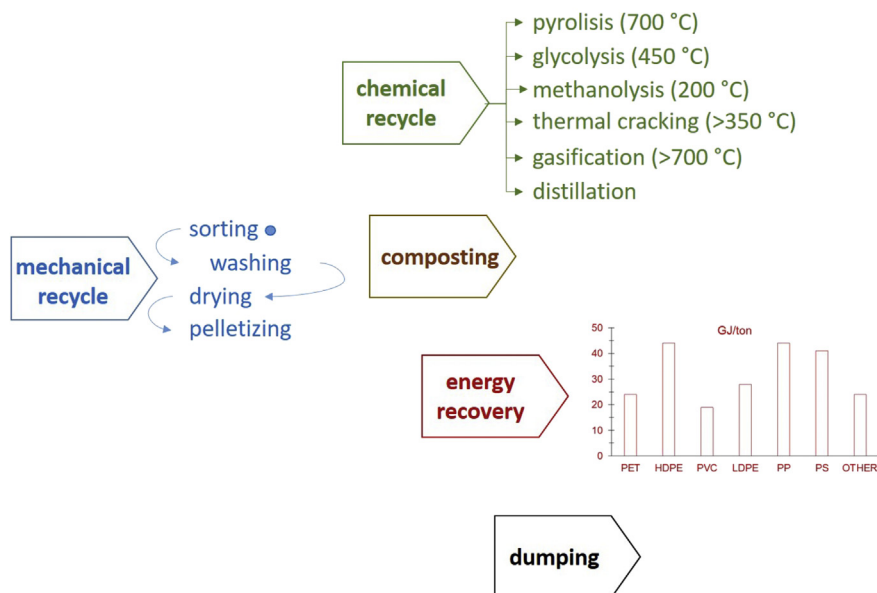 pyrolisis (700 °C)
glycolysis (450 °C)
chemical
recycle
methanolysis (200 °C)
thermal cracking (>350 °C)
gasification (>700 °C)
distillation
mechanical
recycle
sorting
washing
drying
pelletizing
composting
energy
recovery
GJ/ton
50
40
30
20
10
0
PET HDPE PVC LDPE PP PS OTHER
dumping